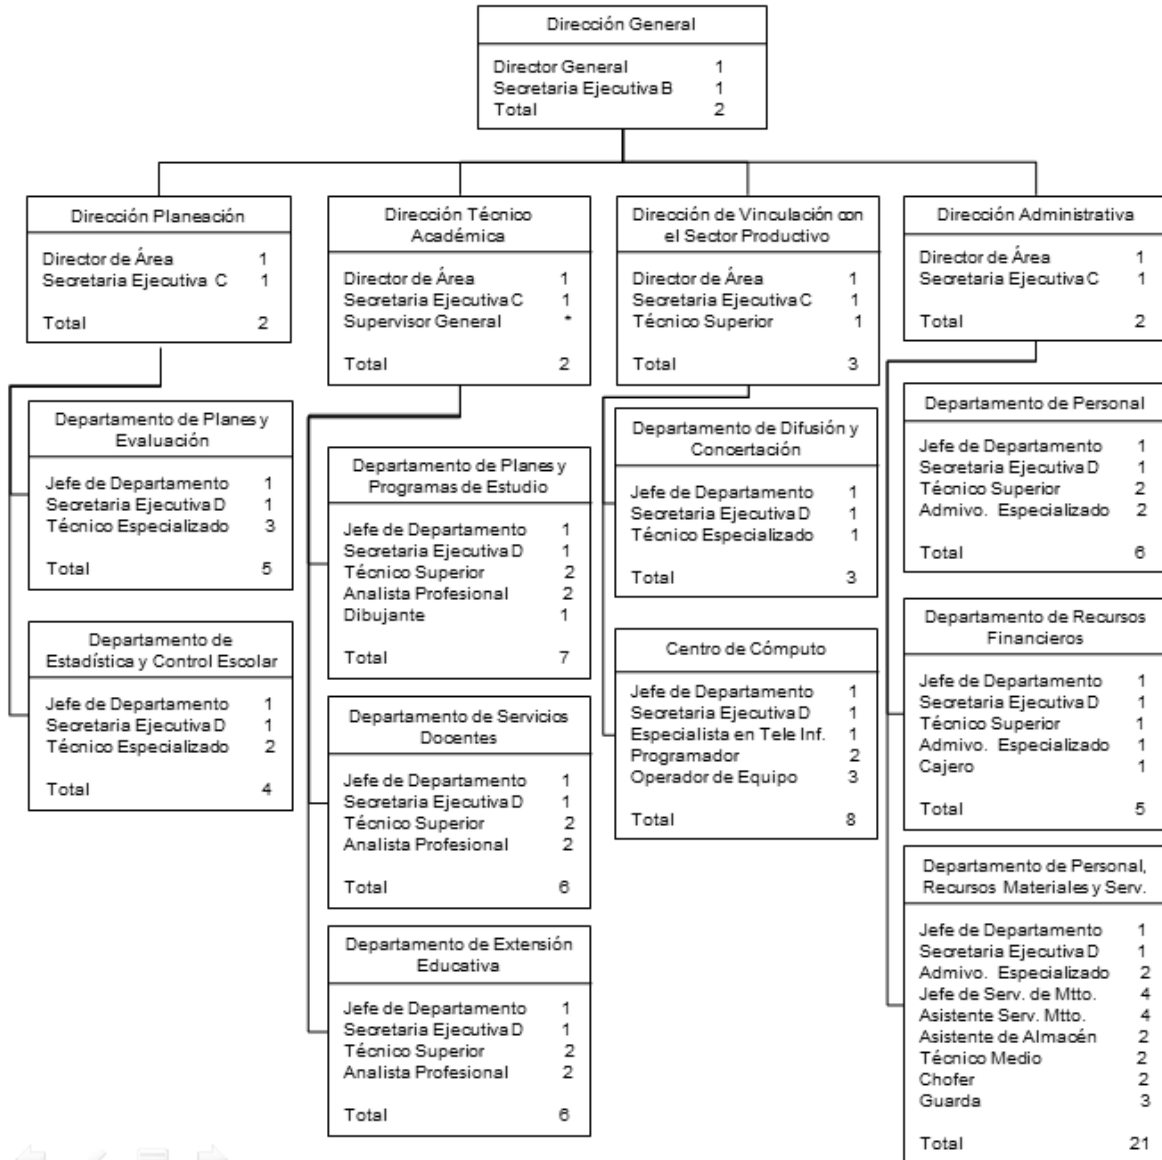 Dirección General
Director General 1
Secretaria Ejecutiva B 1
Total 2
Dirección Planeación
Director de Área 1
Secretaria Ejecutiva C 1
Total 2
Departamento de Planes y
Evaluación
Jefe de Departamento 1
Secretaria Ejecutiva D 1
Técnico Especializado 3
Total 5
Departamento de
Estadística y Control Escolar
Jefe de Departamento 1
Secretaria Ejecutiva D 1
Técnico Especializado 2
Total 4
Dirección Técnico
Académica
Director de Área 1
Secretaria Ejecutiva C 1
Supervisor General *
Total 2
Departamento de Planes y
Programas de Estudio
Jefe de Departamento 1
Secretaria Ejecutiva D 1
Técnico Superior 2
Analista Profesional 2
Dibujante 1
Total 7
Departamento de Servicios
Docentes
Jefe de Departamento 1
Secretaria Ejecutiva D 1
Técnico Superior 2
Analista Profesional 2
Total 6
Departamento de Extensión
Educativa
Jefe de Departamento 1
Secretaria Ejecutiva D 1
Técnico Superior 2
Analista Profesional 2
Total 6
Dirección de Vinculación con
el Sector Productivo
Director de Área 1
Secretaria Ejecutiva C 1
Técnico Superior 1
Total 3
Departamento de Difusión y
Concertación
Jefe de Departamento 1
Secretaria Ejecutiva D 1
Técnico Especializado 1
Total 3
Centro de Cómputo
Jefe de Departamento 1
Secretaria Ejecutiva D 1
Especialista en Tele Inf. 1
Programador 2
Operador de Equipo 3
Total 8
Dirección Administrativa
Director de Área 1
Secretaria Ejecutiva C 1
Total 2
Departamento de Personal
Jefe de Departamento 1
Secretaria Ejecutiva D 1
Técnico Superior 2
Admivo. Especializado 2
Total 6
Departamento de Recursos
Financieros
Jefe de Departamento 1
Secretaria Ejecutiva D 1
Técnico Superior 1
Admivo. Especializado 1
Cajero 1
Total 5
Departamento de Personal,
Recursos Materiales y Serv.
Jefe de Departamento 1
Secretaria Ejecutiva D 1
Admivo. Especializado 2
Jefe de Serv. de Mtto. 4
Asistente Serv. Mtto. 4
Asistente de Almacén 2
Técnico Medio 2
Chofer 2
Guarda 3
Total 21